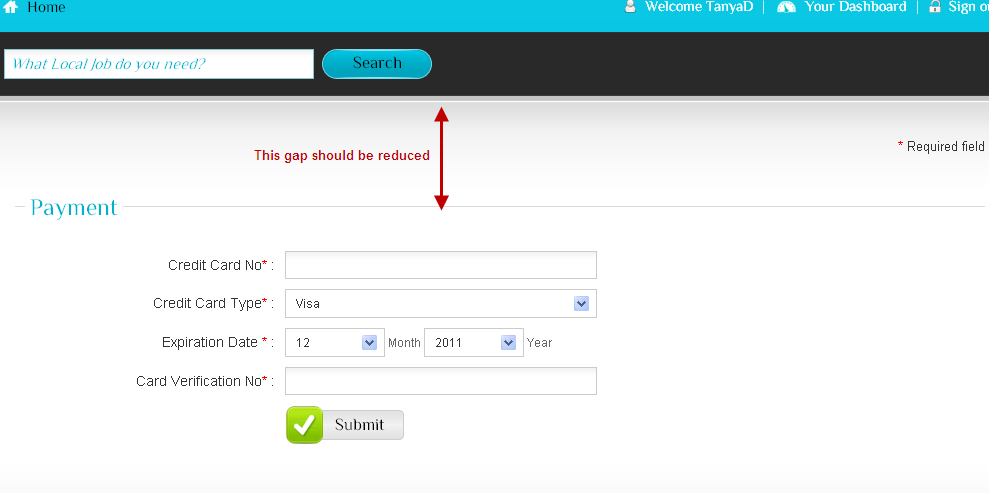 Home
Welcome TanyaD
Your Dashboard
Sign o
What Local Job do you need?
Search
This gap should be reduced
* Required field
Payment
Credit Card No* :
Credit Card Type* :
Visa
Expiration Date * :
12
Month
2011
Year
Card Verification No* :
Submit